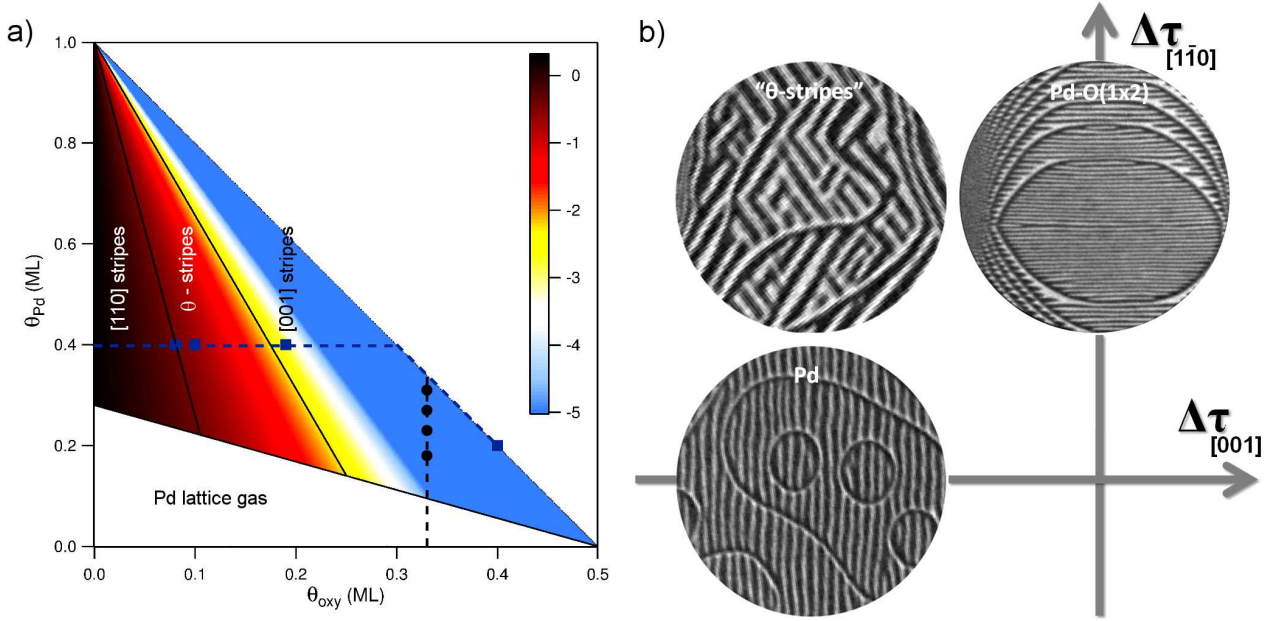 a)
1.0
0.8
0.6
0.4
0.2
0.0
θPd (ML)
0.0
0.1
0.2
0.3
0.4
0.5
θoxy (ML)
[110] stripes
θ - stripes
[001] stripes
Pd lattice gas
0
-1
-2
-3
-4
-5
b)
"θ-stripes"
Pd-O(1x2)
Pd
Δτ[11̄0]
Δτ[001]